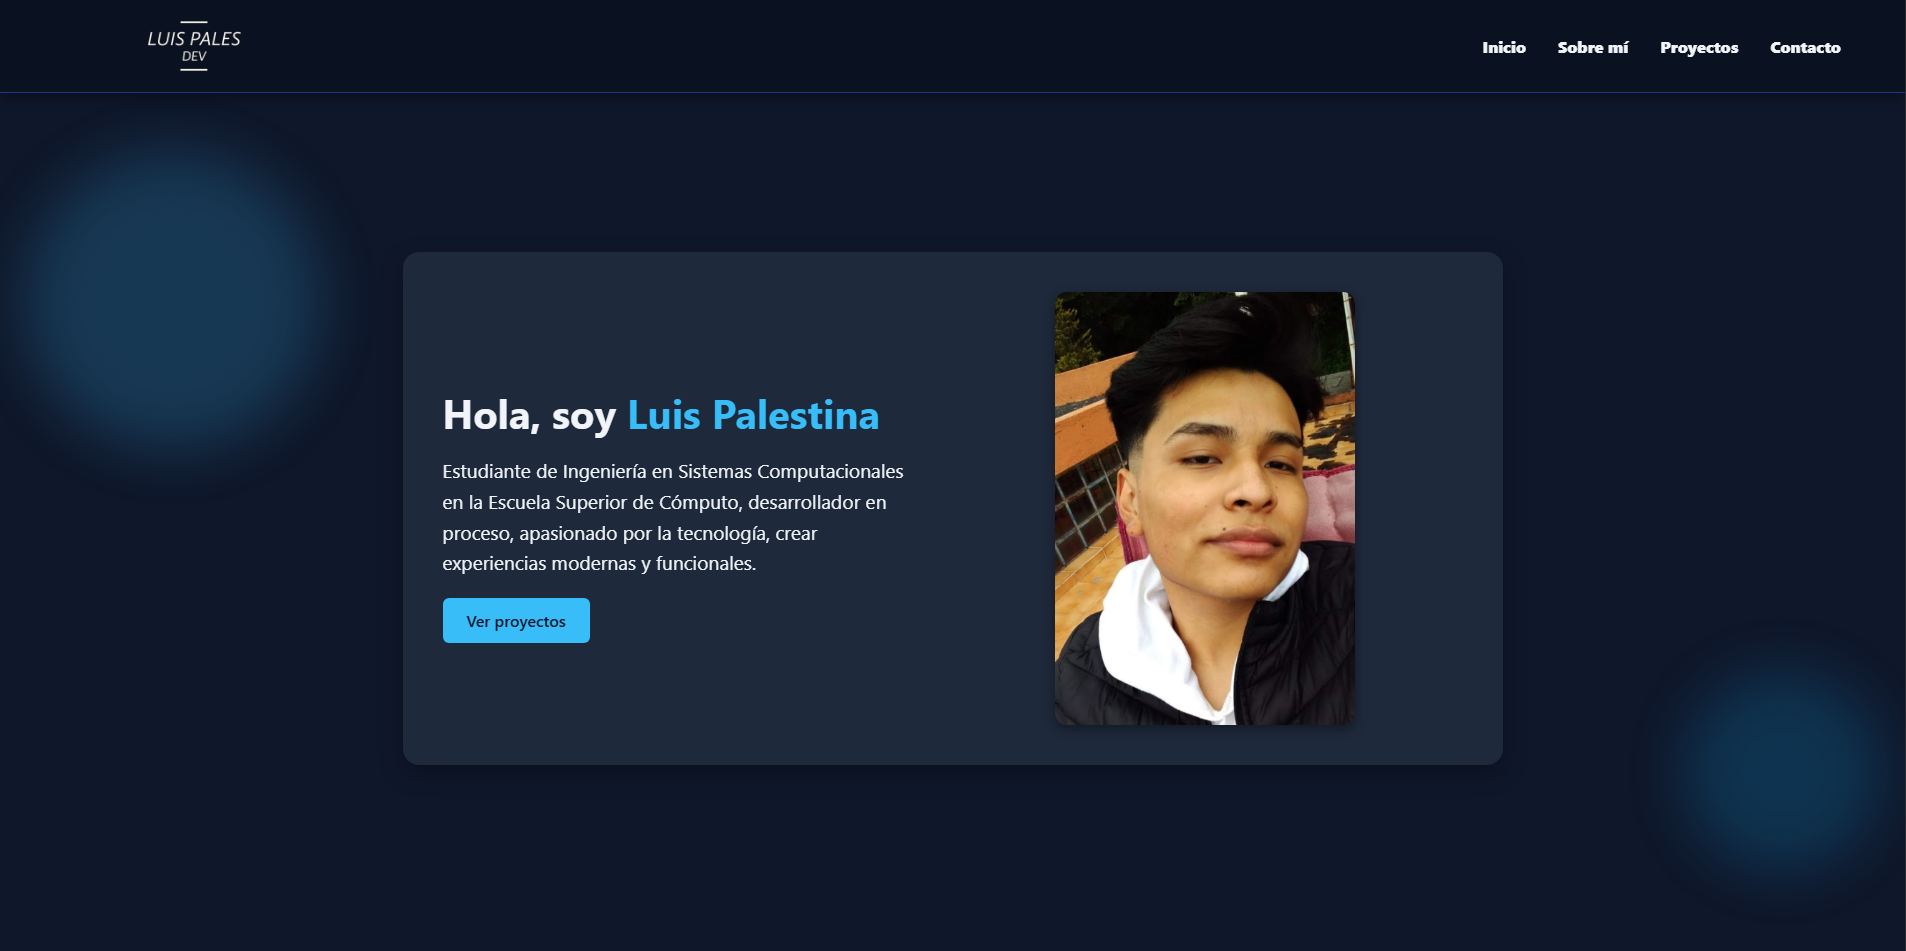 LUIS PALES
DEV
Inicio Sobre mí Proyectos Contacto
Hola, soy Luis Palestina
Estudiante de Ingeniería en Sistemas Computacionales
en la Escuela Superior de Cómputo, desarrollador en
proceso, apasionado por la tecnología, crear
experiencias modernas y funcionales.
Ver proyectos